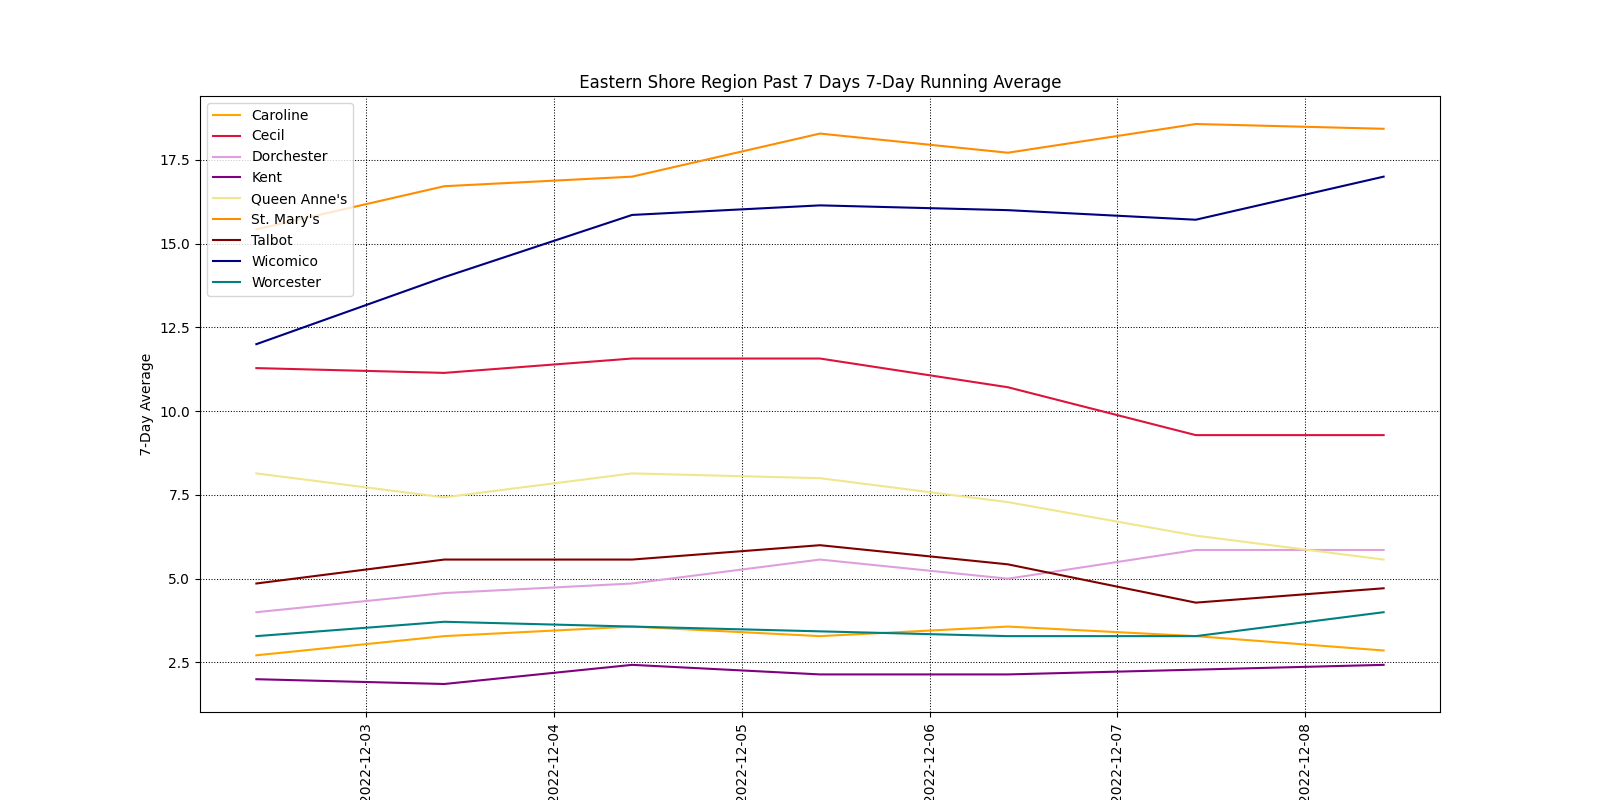 Eastern Shore Region Past 7 Days 7-Day Running Average
Caroline
Cecil
Dorchester
Kent
Queen Anne's
St. Mary's
Talbot
Wicomico
Worcester
7-Day Average
17.5
15.0
12.5
10.0
7.5
5.0
2.5
2022-12-03
2022-12-04
2022-12-05
2022-12-06
2022-12-07
2022-12-08